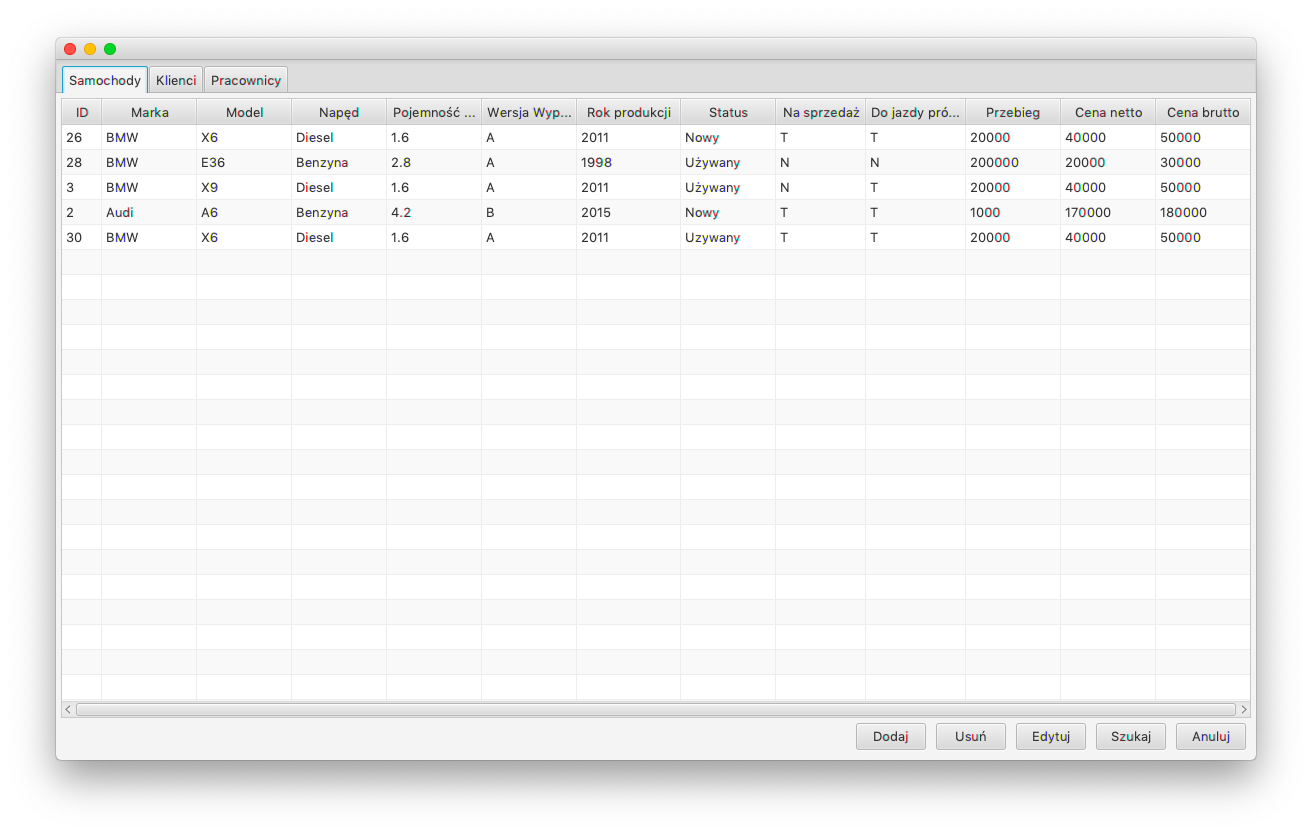 Samochody Klienci Pracownicy
ID Marka Model Napęd Pojemność ... Wersja Wyp... Rok produkcji Status Na sprzedaż Do jazdy pró... Przebieg Cena netto Cena brutto
26 BMW X6 Diesel 1.6 A 2011 Nowy T T 20000 40000 50000
28 BMW E36 Benzyna 2.8 A 1998 Używany N N 200000 20000 30000
3 BMW X9 Diesel 1.6 A 2011 Używany N T 20000 40000 50000
2 Audi A6 Benzyna 4.2 B 2015 Nowy T T 1000 170000 180000
30 BMW X6 Diesel 1.6 A 2011 Uzywany T T 20000 40000 50000
Dodaj Usuń Edytuj Szukaj Anuluj